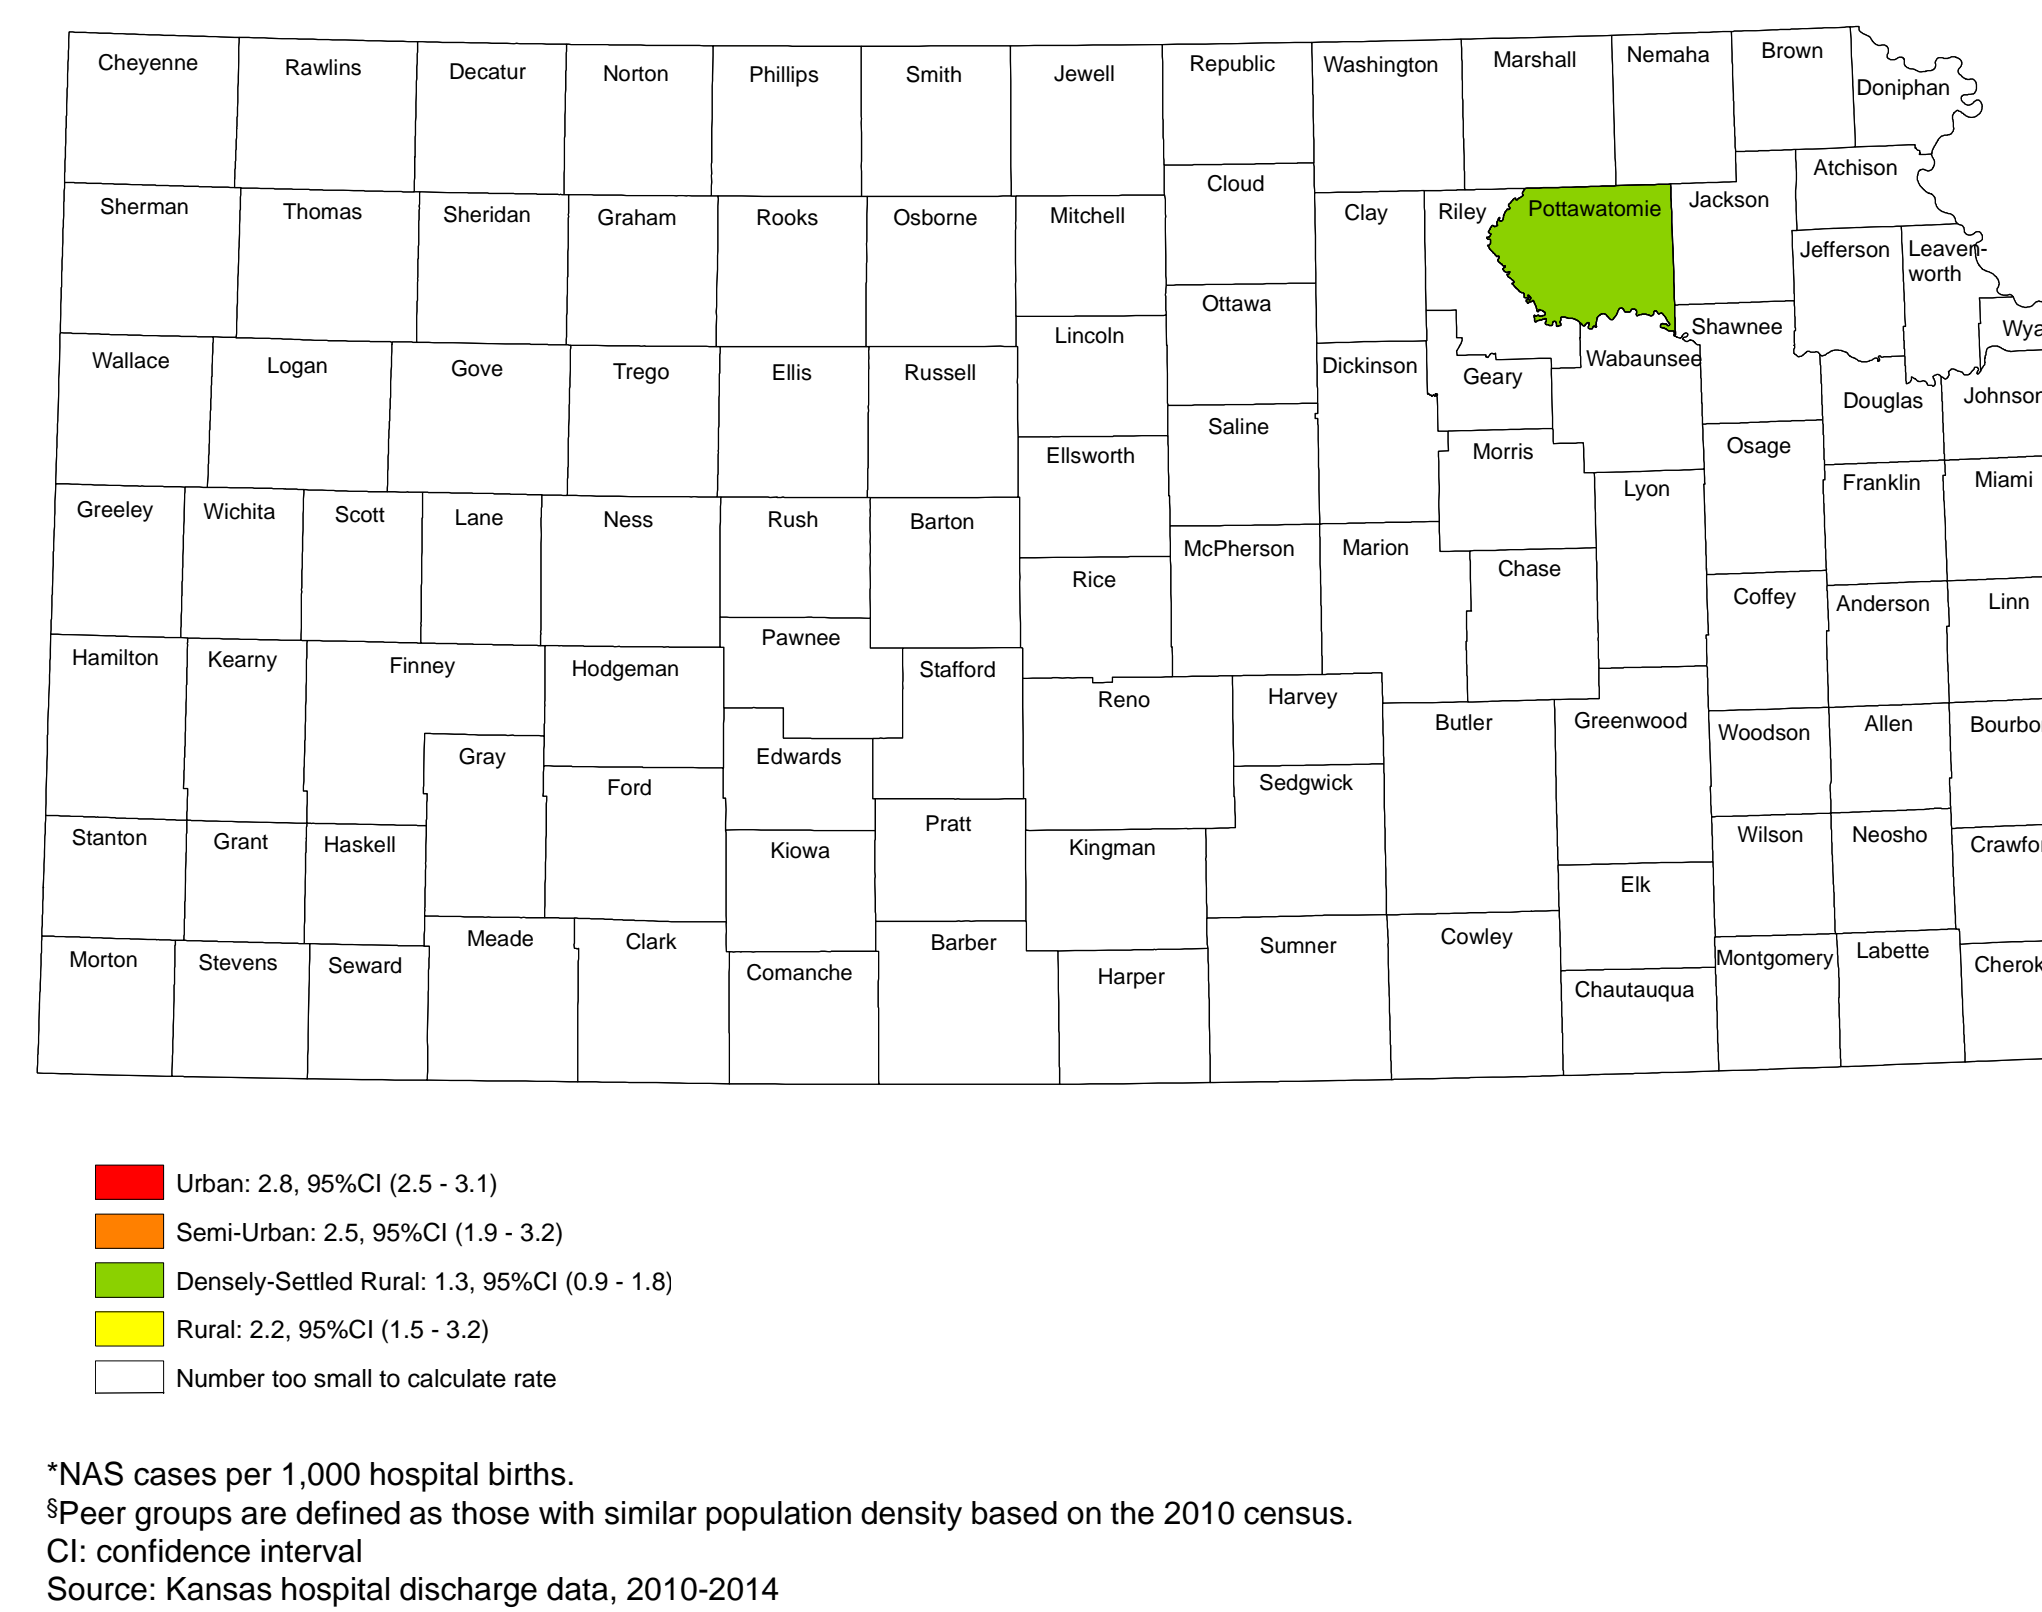 Cheyenne
Rawlins
Decatur
Norton
Phillips
Smith
Jewell
Republic
Washington
Marshall
Nemaha
Brown
Doniphan
Sherman
Thomas
Sheridan
Graham
Rooks
Osborne
Mitchell
Cloud
Clay
Riley
Pottawatomie
Jackson
Atchison
Jefferson
Leaven-
worth
Ottawa
Lincoln
Shawnee
Wya
Wallace
Logan
Gove
Trego
Ellis
Russell
Dickinson
Geary
Wabaunsee
Douglas
Johnson
Saline
Ellsworth
Morris
Osage
Franklin
Miami
Lyon
Greeley
Wichita
Scott
Lane
Ness
Rush
Barton
McPherson
Marion
Chase
Rice
Coffey
Anderson
Linn
Hamilton
Kearny
Finney
Hodgeman
Pawnee
Stafford
Reno
Harvey
Butler
Greenwood
Woodson
Allen
Bourbo
Gray
Ford
Edwards
Sedgwick
Stanton
Grant
Haskell
Kiowa
Pratt
Kingman
Wilson
Neosho
Crawfo
Elk
Morton
Stevens
Seward
Meade
Clark
Comanche
Barber
Harper
Sumner
Cowley
Chautauqua
Montgomery
Labette
Cherok
Urban: 2.8, 95%CI (2.5 - 3.1)
Semi-Urban: 2.5, 95%CI (1.9 - 3.2)
Densely-Settled Rural: 1.3, 95%CI (0.9 - 1.8)
Rural: 2.2, 95%CI (1.5 - 3.2)
Number too small to calculate rate
*NAS cases per 1,000 hospital births.
§Peer groups are defined as those with similar population density based on the 2010 census.
CI: confidence interval
Source: Kansas hospital discharge data, 2010-2014